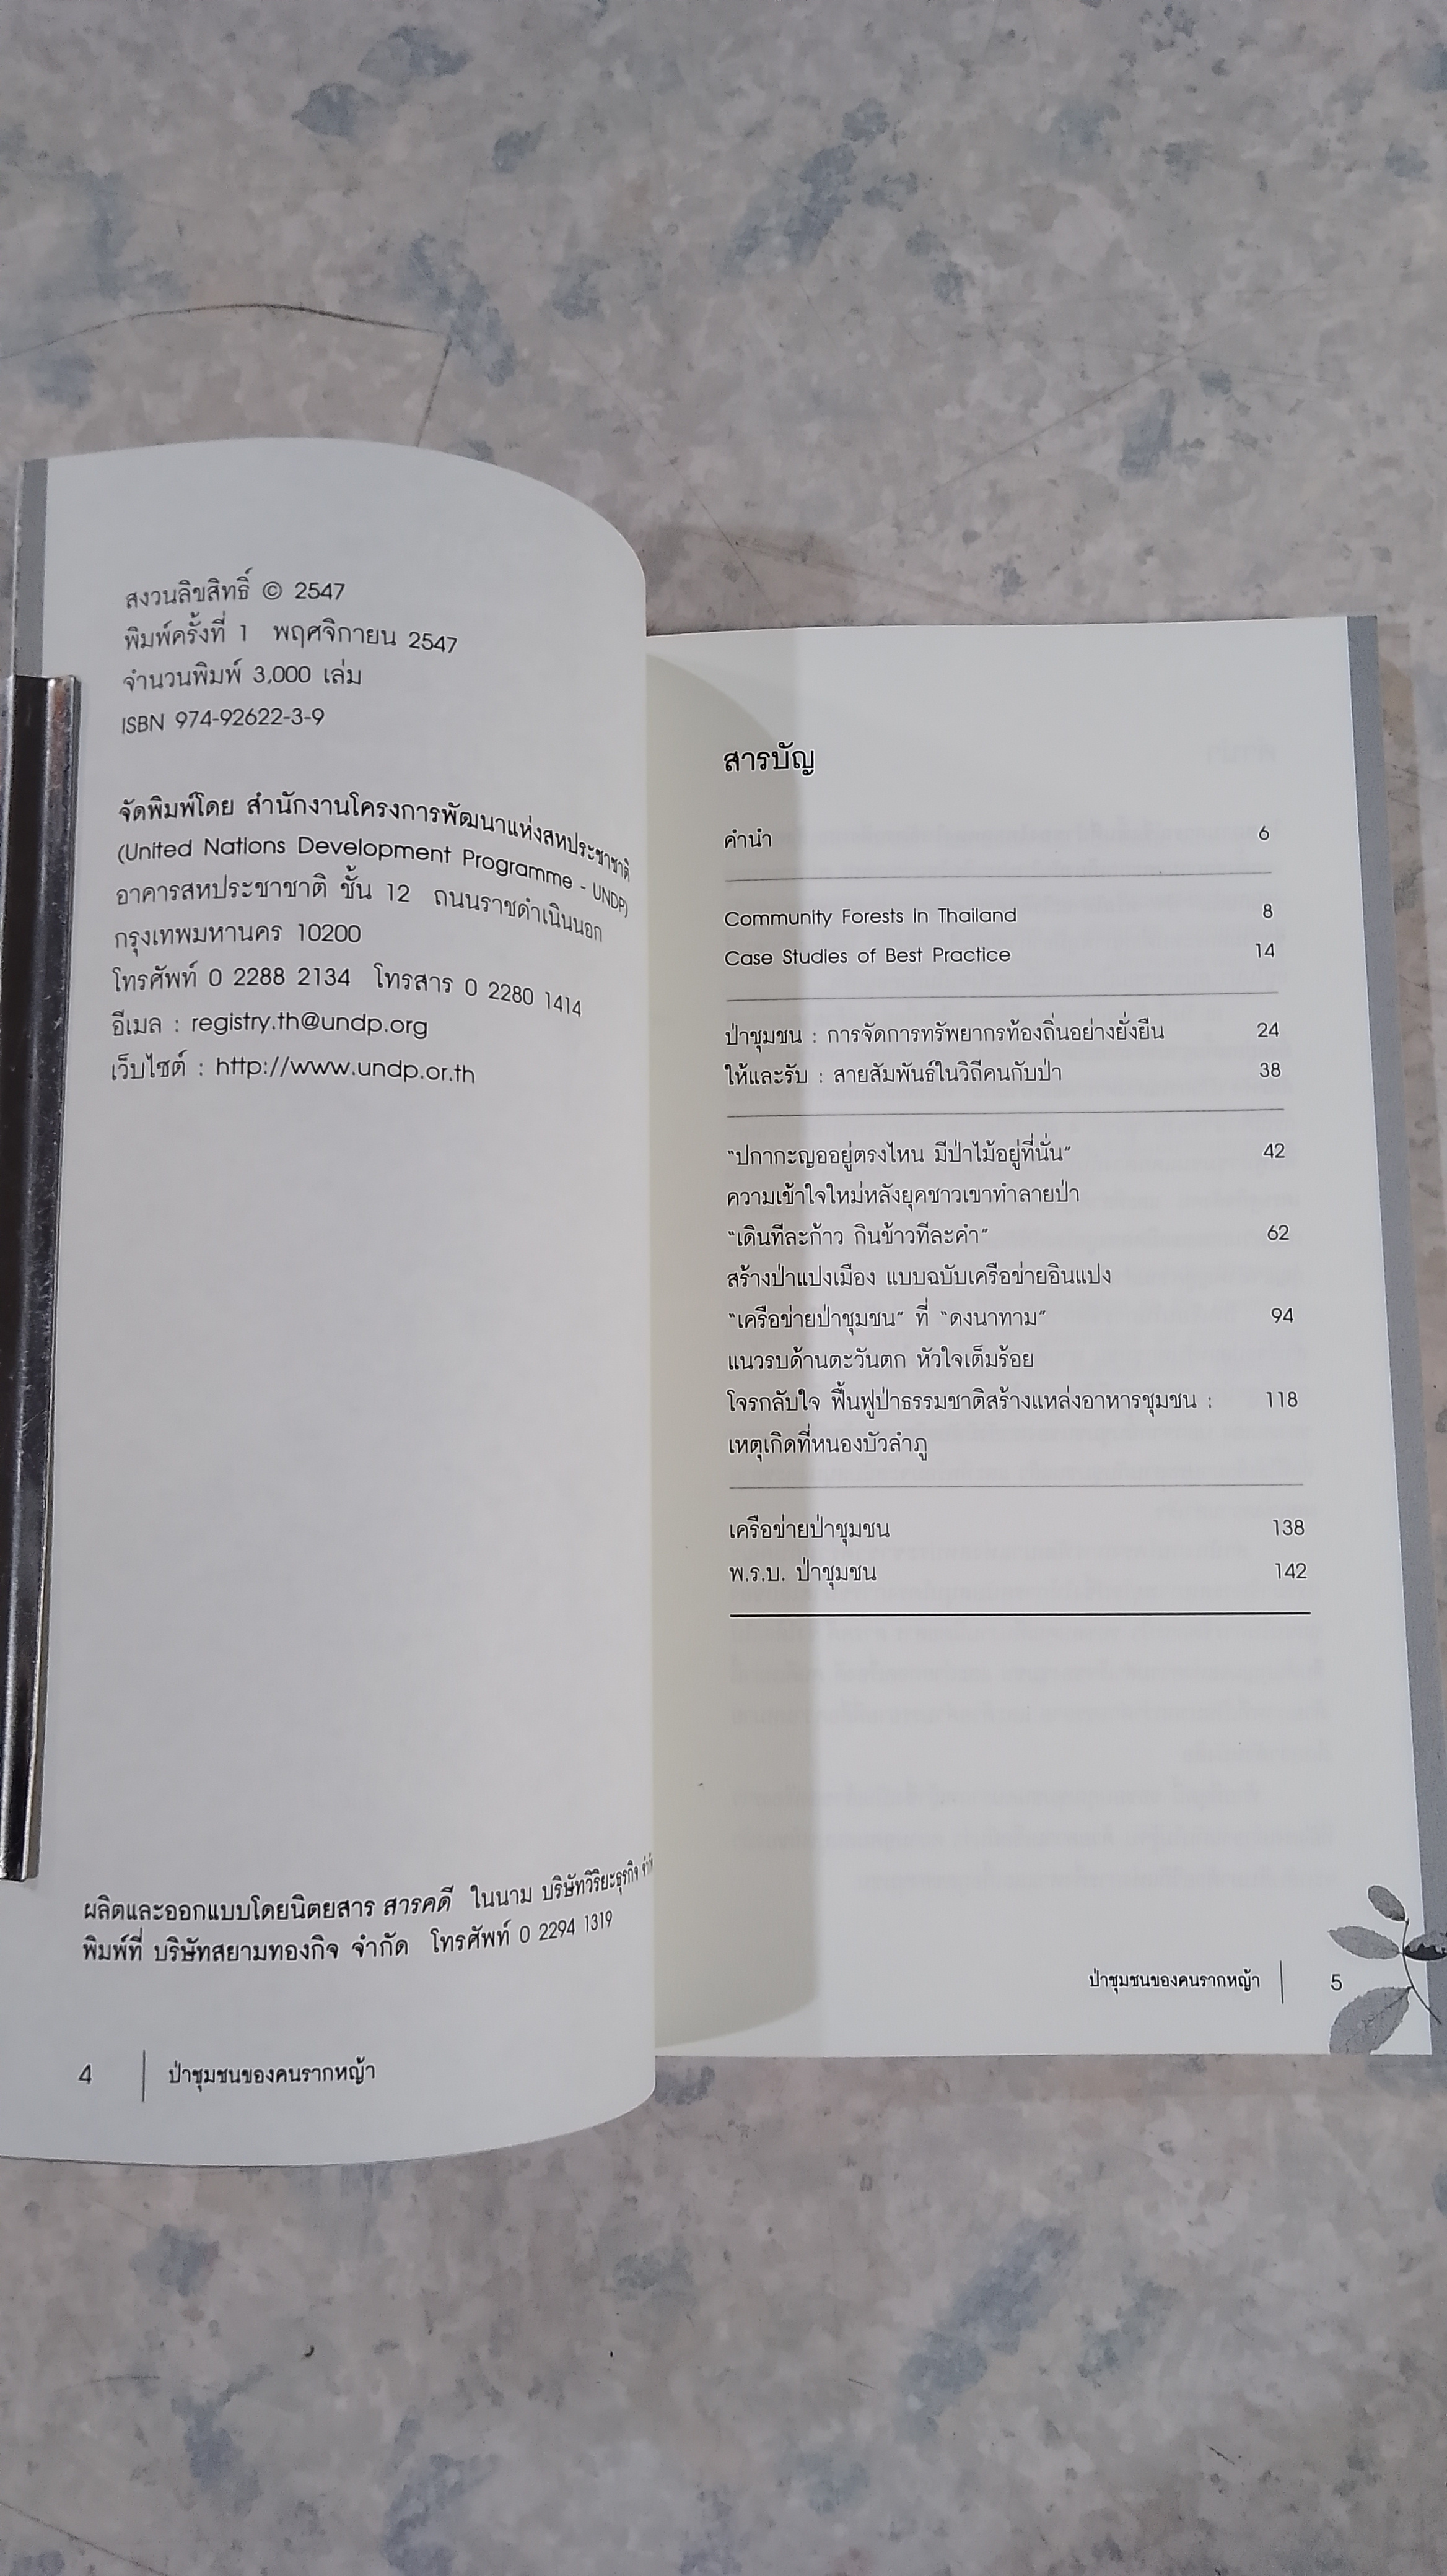 สงวนลิขสิทธิ์ © 2547
พิมพ์ครั้งที่ 1 พฤศจิกายน 2547
จำนวนพิมพ์ 3,000 เล่ม
ISBN 974-92622-3-9
จัดพิมพ์โดย สำนักงานโครงการพัฒนาแห่งสหประชาชาติ
(United Nations Development Programme - UNDP)
อาคารสหประชาชาติ ชั้น 12 ถนนราชดำเนินนอก
กรุงเทพมหานคร 10200
โทรศัพท์ 0 2288 2134 โทรสาร 0 2280 1414
อีเมล : registry.th@undp.org
เว็บไซต์ : http://www.undp.or.th
ผลิตและออกแบบโดยนิตยสาร สารคดี ในนาม บริษัทวิริยะธุรกิจ
พิมพ์ที่ บริษัทสยามทองกิจ จำกัด โทรศัพท์ 0 2294 1319
4 ป่าชุมชนของคนรากหญ้า
สารบัญ
คำนำ 6
Community Forests in Thailand 8
Case Studies of Best Practice 14
ป่าชุมชน : การจัดการทรัพยากรท้องถิ่นอย่างยั่งยืน 24
ให้และรับ : สายสัมพันธ์ในวิถีคนกับป่า 38
"ปกากะญออยู่ตรงไหน มีป่าไม้อยู่ที่นั่น" 42
ความเข้าใจใหม่หลังยุคชาวเขาทำลายป่า
"เดินทีละก้าว กินข้าวทีละคำ" 62
สร้างป่าแปงเมือง แบบฉบับเครือข่ายอินแปง
"เครือข่ายป่าชุมชน" ที่ "ดงนาทาม" 94
แนวรบด้านตะวันตก หัวใจเต็มร้อย
โจรกลับใจ ฟื้นฟูป่าธรรมชาติสร้างแหล่งอาหารชุมชน : 118
เหตุเกิดที่หนองบัวลำภู
เครือข่ายป่าชุมชน 138
พ.ร.บ. ป่าชุมชน 142
ป่าชุมชนของคนรากหญ้า 5